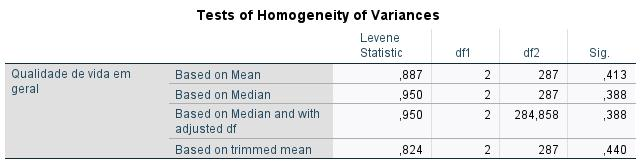 Tests of Homogeneity of Variances
Levene
Statistic df1 df2 Sig.
Qualidade de vida em
geral
Based on Mean ,887 2 287 ,413
Based on Median ,950 2 287 ,388
Based on Median and with
adjusted df ,950 2 284,858 ,388
Based on trimmed mean ,824 2 287 ,440